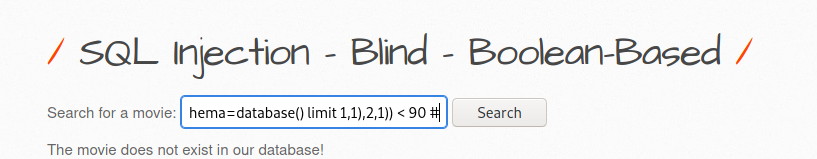 / SQL Injection - Blind - Boolean-Based /
Search for a movie: hema=database() limit 1,1),2,1)) < 90 # Search
The movie does not exist in our database!